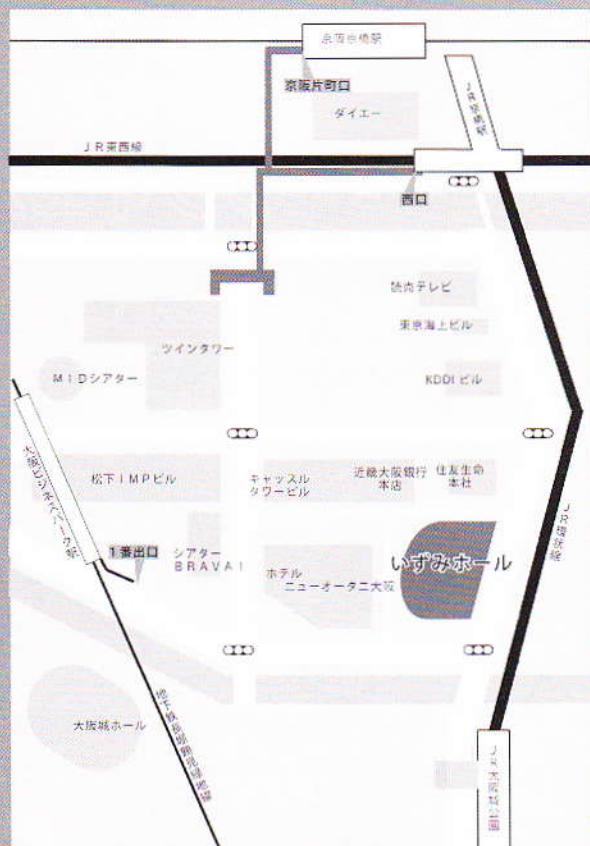 京阪京橋駅
京阪片町口
ダイエー
JR京橋駅
JR東西線
西口
読売テレビ
東京海上ビル
ツインタワー
KDDIビル
MIDシアター
大阪ビジネスパーク駅
松下IMPビル
キャッスル
タワービル
近畿大阪銀行
本店
住友生命
本社
JR環状線
1番出口
シアター
BRAVA!
いずみホール
ホテル
ニューオータニ大阪
大阪城ホール
地下鉄長堀鶴見緑地線
JR大阪城公園